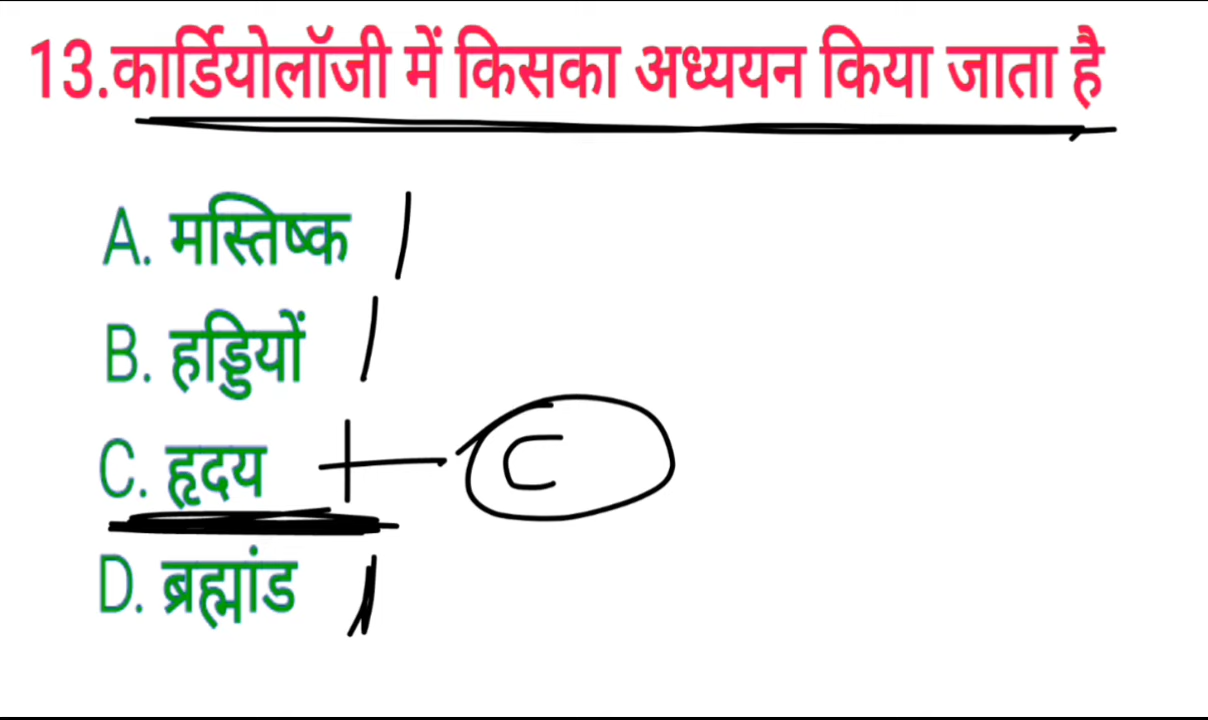 13.कार्डियोलॉजी में किसका अध्ययन किया जाता है
A. मस्तिष्क
B. हड्डियों
C. हृदय C
D. ब्रह्मांड